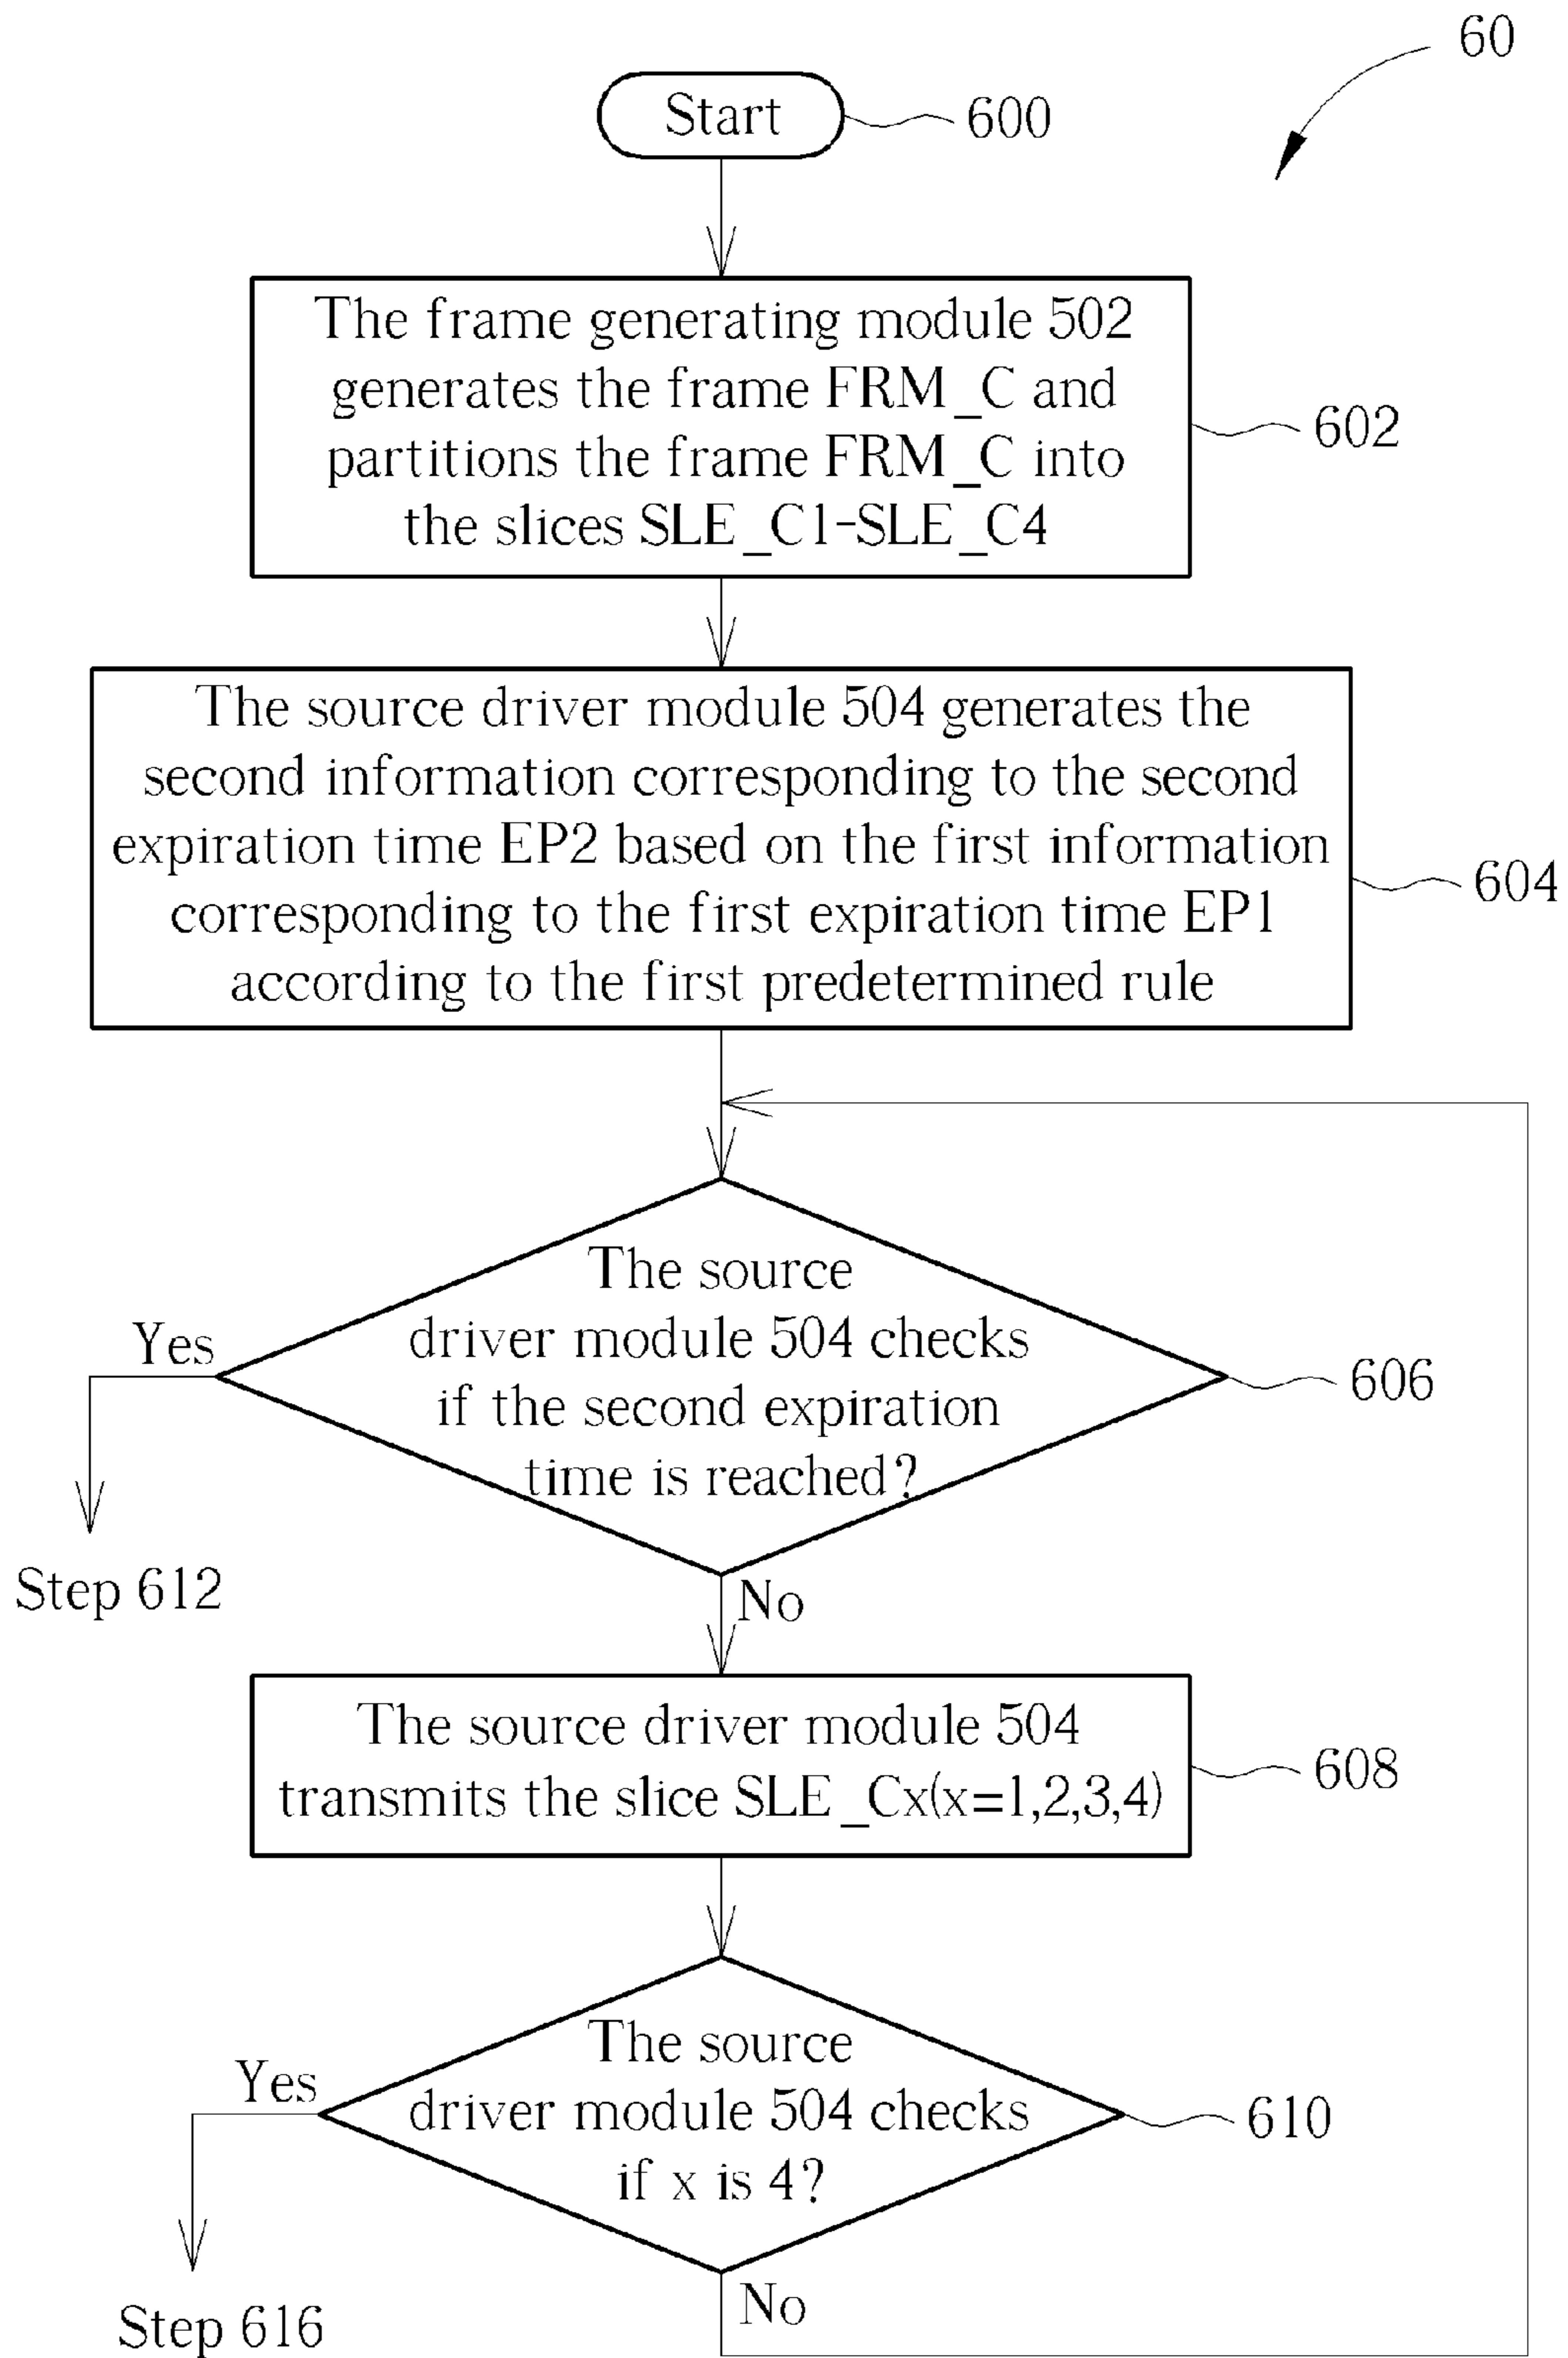 60
Start
600
The frame generating module 502
generates the frame FRM_C and
partitions the frame FRM_C into
the slices SLE_C1-SLE_C4
602
The source driver module 504 generates the
second information corresponding to the second
expiration time EP2 based on the first information
corresponding to the first expiration time EP1
according to the first predetermined rule
604
The source
driver module 504 checks
if the second expiration
time is reached?
606
Yes
Step 612
No
The source driver module 504
transmits the slice SLE_Cx(x=1,2,3,4)
608
The source
driver module 504 checks
if x is 4?
610
Yes
Step 616
No